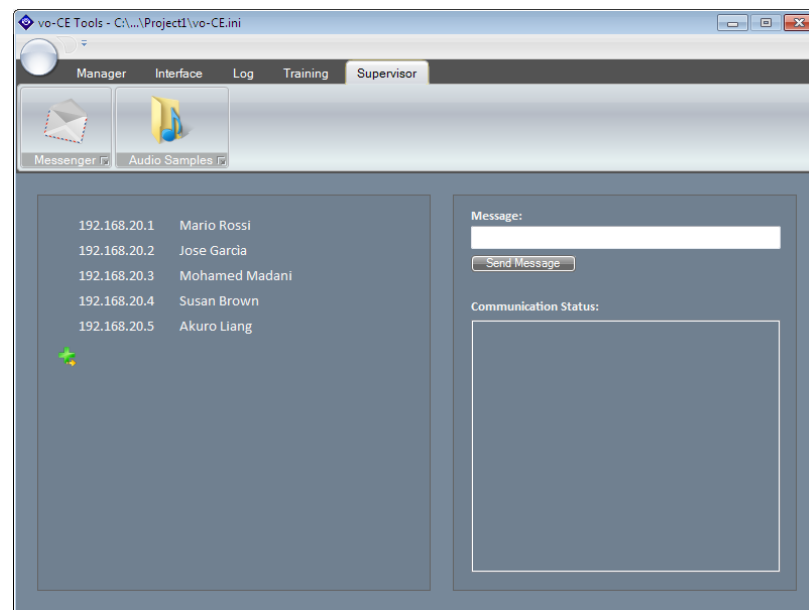 vo-CE Tools - C:\...\Project1\vo-CE.ini
Manager Interface Log Training Supervisor
Messenger Audio Samples
192.168.20.1 Mario Rossi
192.168.20.2 Jose Garcia
192.168.20.3 Mohamed Madani
192.168.20.4 Susan Brown
192.168.20.5 Akuro Liang
Message:
Send Message
Communication Status: